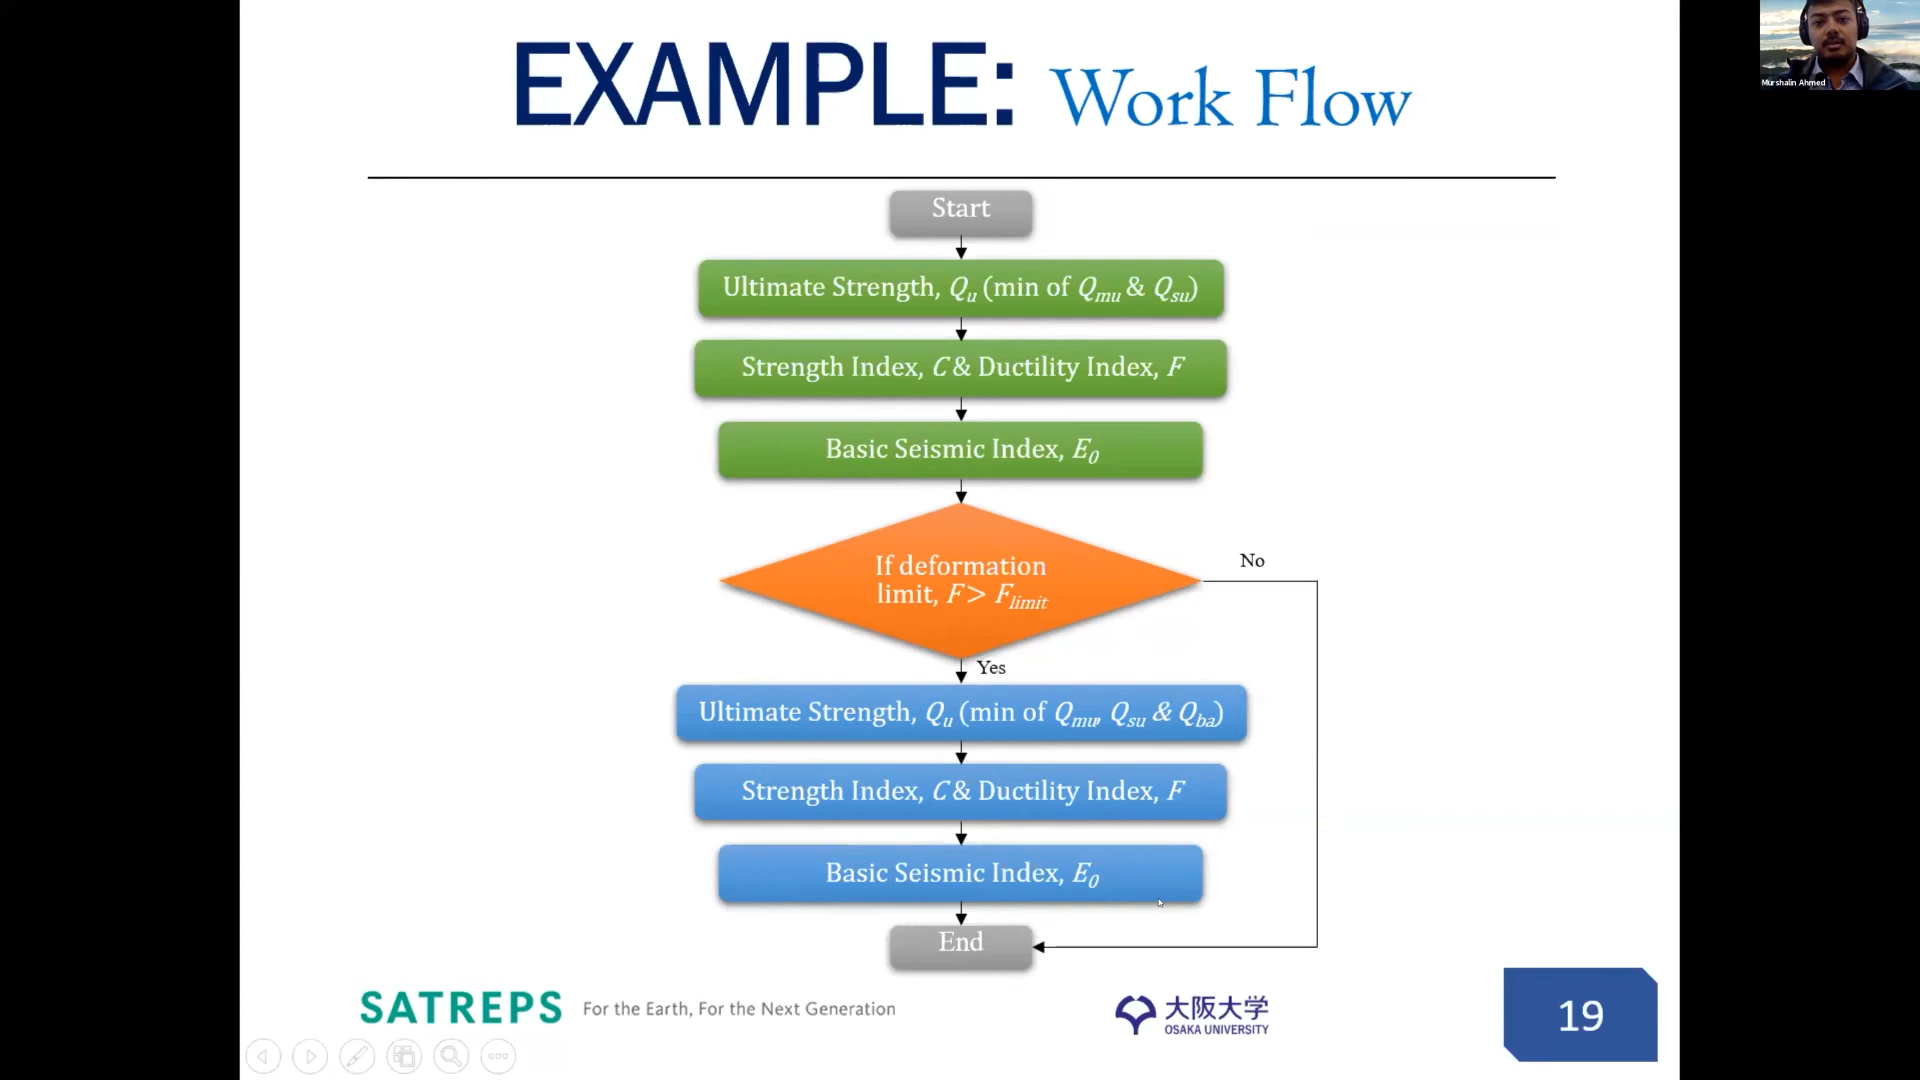 EXAMPLE: Work Flow
Murshalin Ahmed
Start
Ultimate Strength, Qu (min of Qmu & Qsu)
Strength Index, C & Ductility Index, F
Basic Seismic Index, E0
If deformation
limit, F > Flimit
No
Yes
Ultimate Strength, Qu (min of Qmu, Qsu & Qba)
Strength Index, C & Ductility Index, F
Basic Seismic Index, E0
End
SATREPS For the Earth, For the Next Generation
大阪大学
OSAKA UNIVERSITY
19